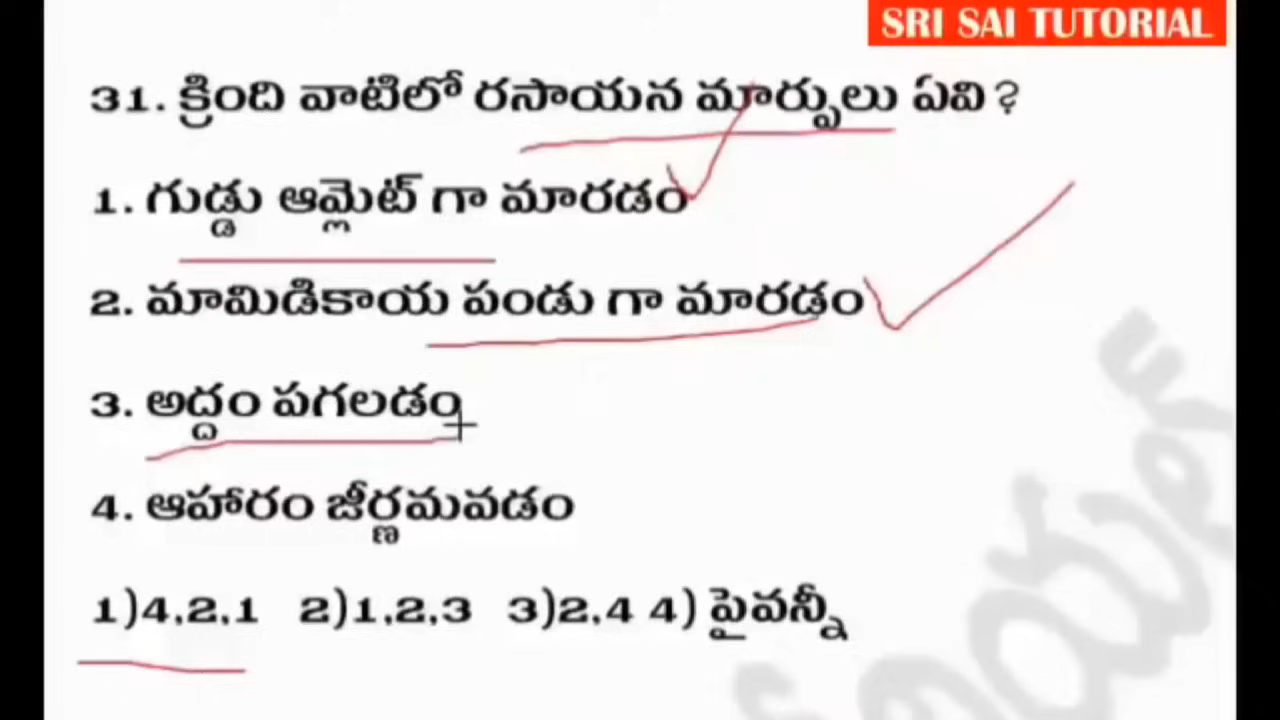 SRI SAI TUTORIAL
31. క్రింది వాటిలో రసాయన మార్పులు ఏవి?
1. గుడ్డు ఆమ్లెట్ గా మారడం
2. మామిడికాయ పండు గా మారడం
3. అద్దం పగలడం
4. ఆహారం జీర్ణమవడం
1)4,2,1 2)1,2,3 3)2,4 4) పైవన్నీ